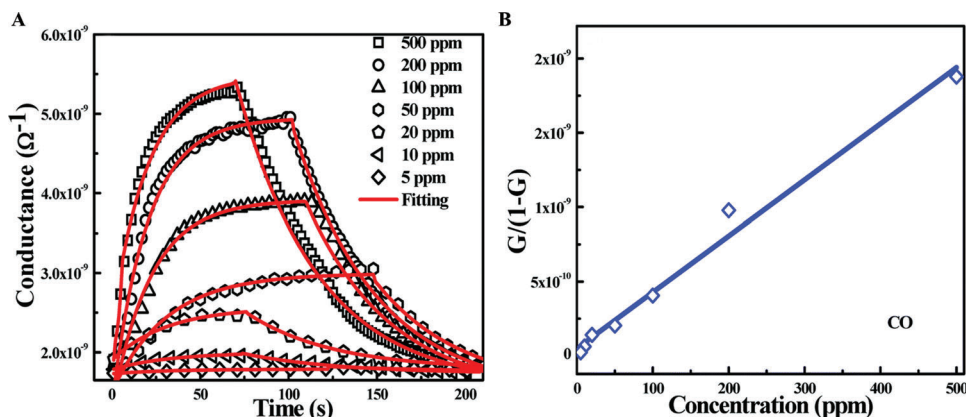 A
Conductance (Ω⁻¹)
6.0x10⁻⁹
5.0x10⁻⁹
4.0x10⁻⁹
3.0x10⁻⁹
2.0x10⁻⁹
0
50
100
150
200
Time (s)
500 ppm
200 ppm
100 ppm
50 ppm
20 ppm
10 ppm
5 ppm
Fitting
B
G/(1-G)
2x10⁻⁹
2x10⁻⁹
1x10⁻⁹
5x10⁻¹⁰
0
100
200
300
400
500
Concentration (ppm)
CO